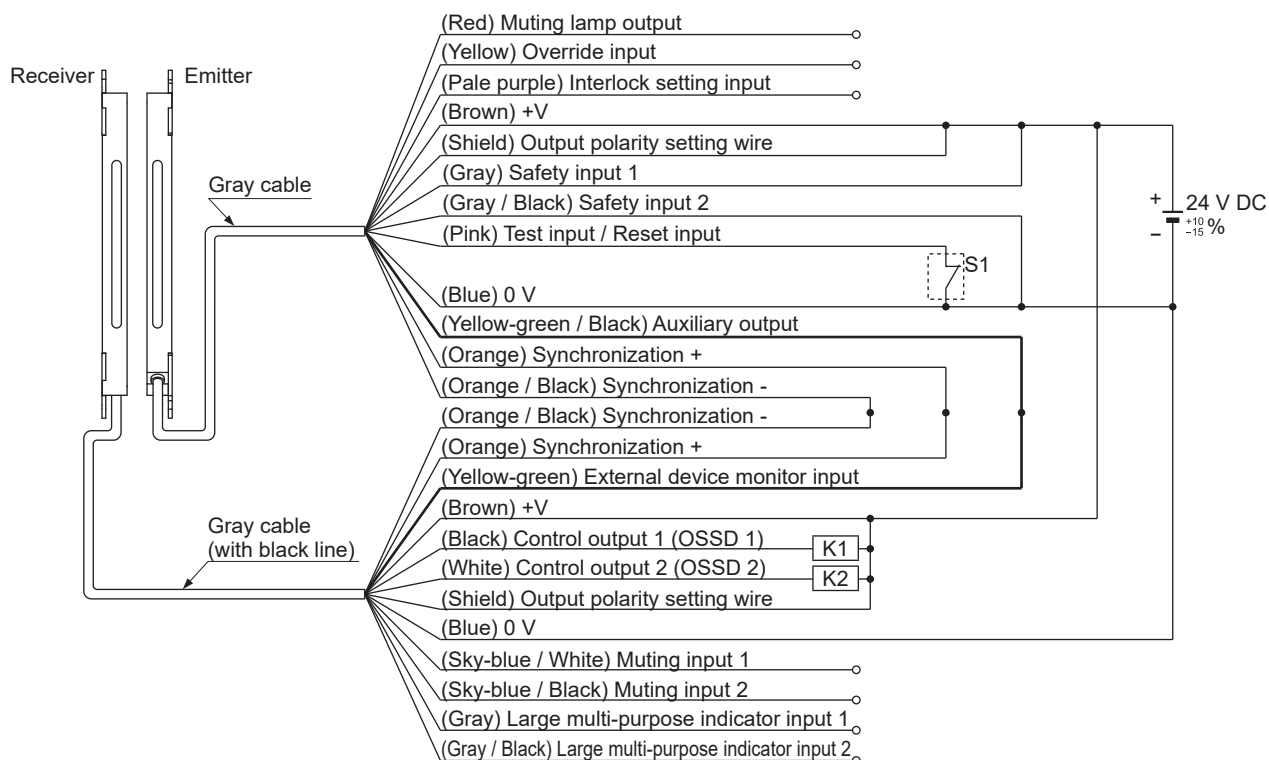 (Red) Muting lamp output
(Yellow) Override input
Receiver
Emitter
(Pale purple) Interlock setting input
(Brown) +V
(Shield) Output polarity setting wire
Gray cable
(Gray) Safety input 1
(Gray / Black) Safety input 2
+
24 V DC
+10
-15 %
−
(Pink) Test input / Reset input
S1
(Blue) 0 V
(Yellow-green / Black) Auxiliary output
(Orange) Synchronization +
(Orange / Black) Synchronization -
(Orange / Black) Synchronization -
(Orange) Synchronization +
(Yellow-green) External device monitor input
(Brown) +V
Gray cable
(with black line)
(Black) Control output 1 (OSSD 1)
K1
(White) Control output 2 (OSSD 2)
K2
(Shield) Output polarity setting wire
(Blue) 0 V
(Sky-blue / White) Muting input 1
(Sky-blue / Black) Muting input 2
(Gray) Large multi-purpose indicator input 1
(Gray / Black) Large multi-purpose indicator input 2